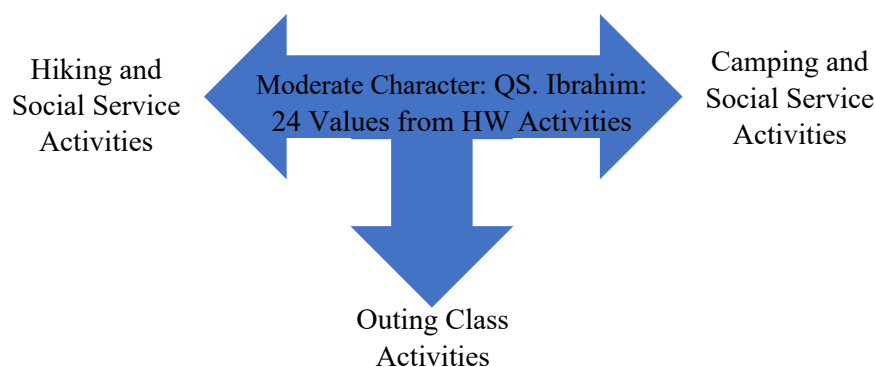 Hiking and
Social Service
Activities
Moderate Character: QS. Ibrahim:
24 Values from HW Activities
Camping and
Social Service
Activities
Outing Class
Activities